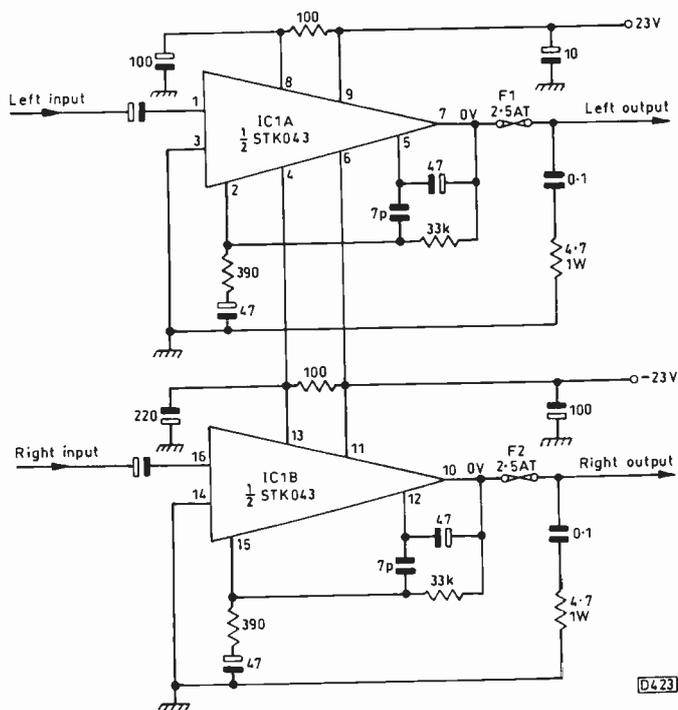 100
23V
100
10
8
9
Left input
1
F1
2·5AT
7
0V
Left output
IC1A
½ STK043
3
5
6
4
2
47
0·1
7p
33k
390
4·7
1W
47
100
-23V
220
100
13
Right input
11
16
F2
2·5AT
10
0V
Right output
IC1B
½ STK043
14
12
15
47
0·1
7p
33k
390
4·7
1W
47
D423